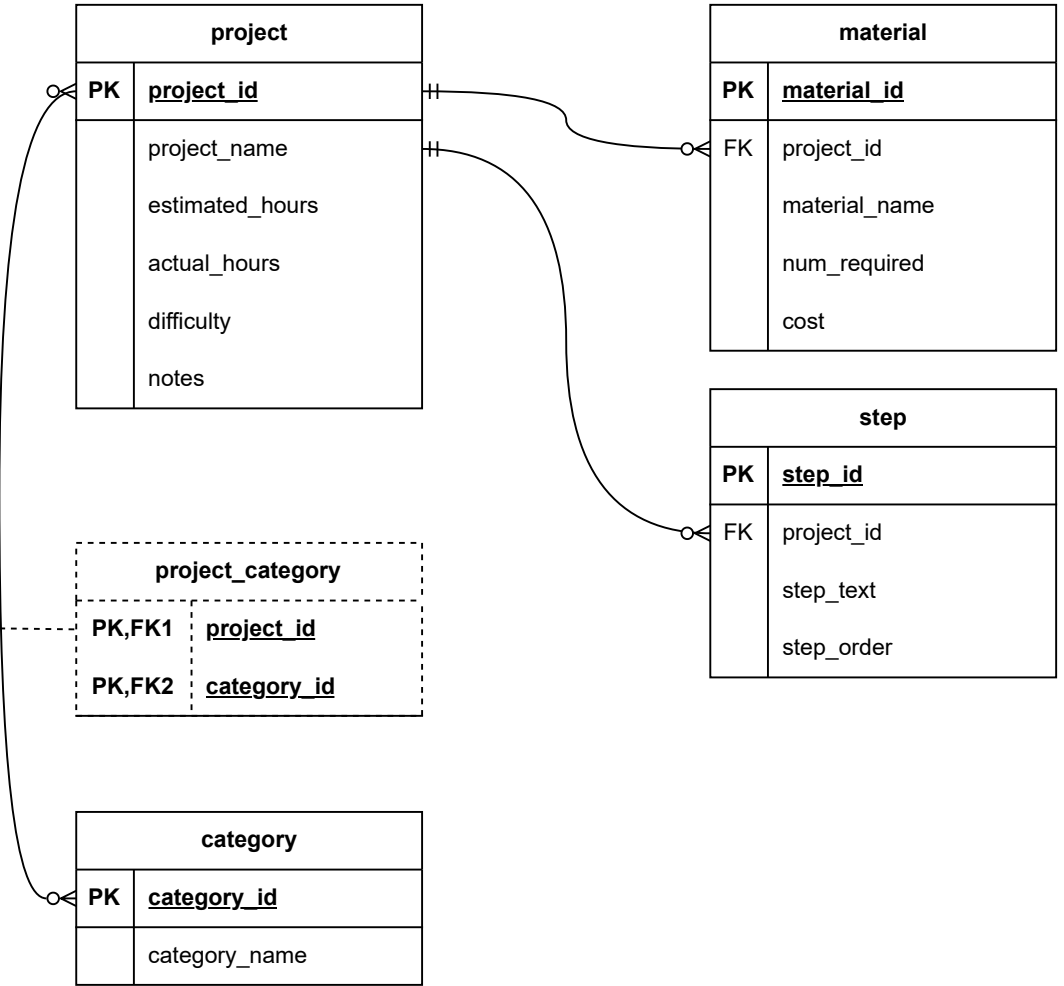 project
PK project_id
project_name
estimated_hours
actual_hours
difficulty
notes
material
PK material_id
FK project_id
material_name
num_required
cost
step
PK step_id
FK project_id
step_text
step_order
project_category
PK,FK1 project_id
PK,FK2 category_id
category
PK category_id
category_name